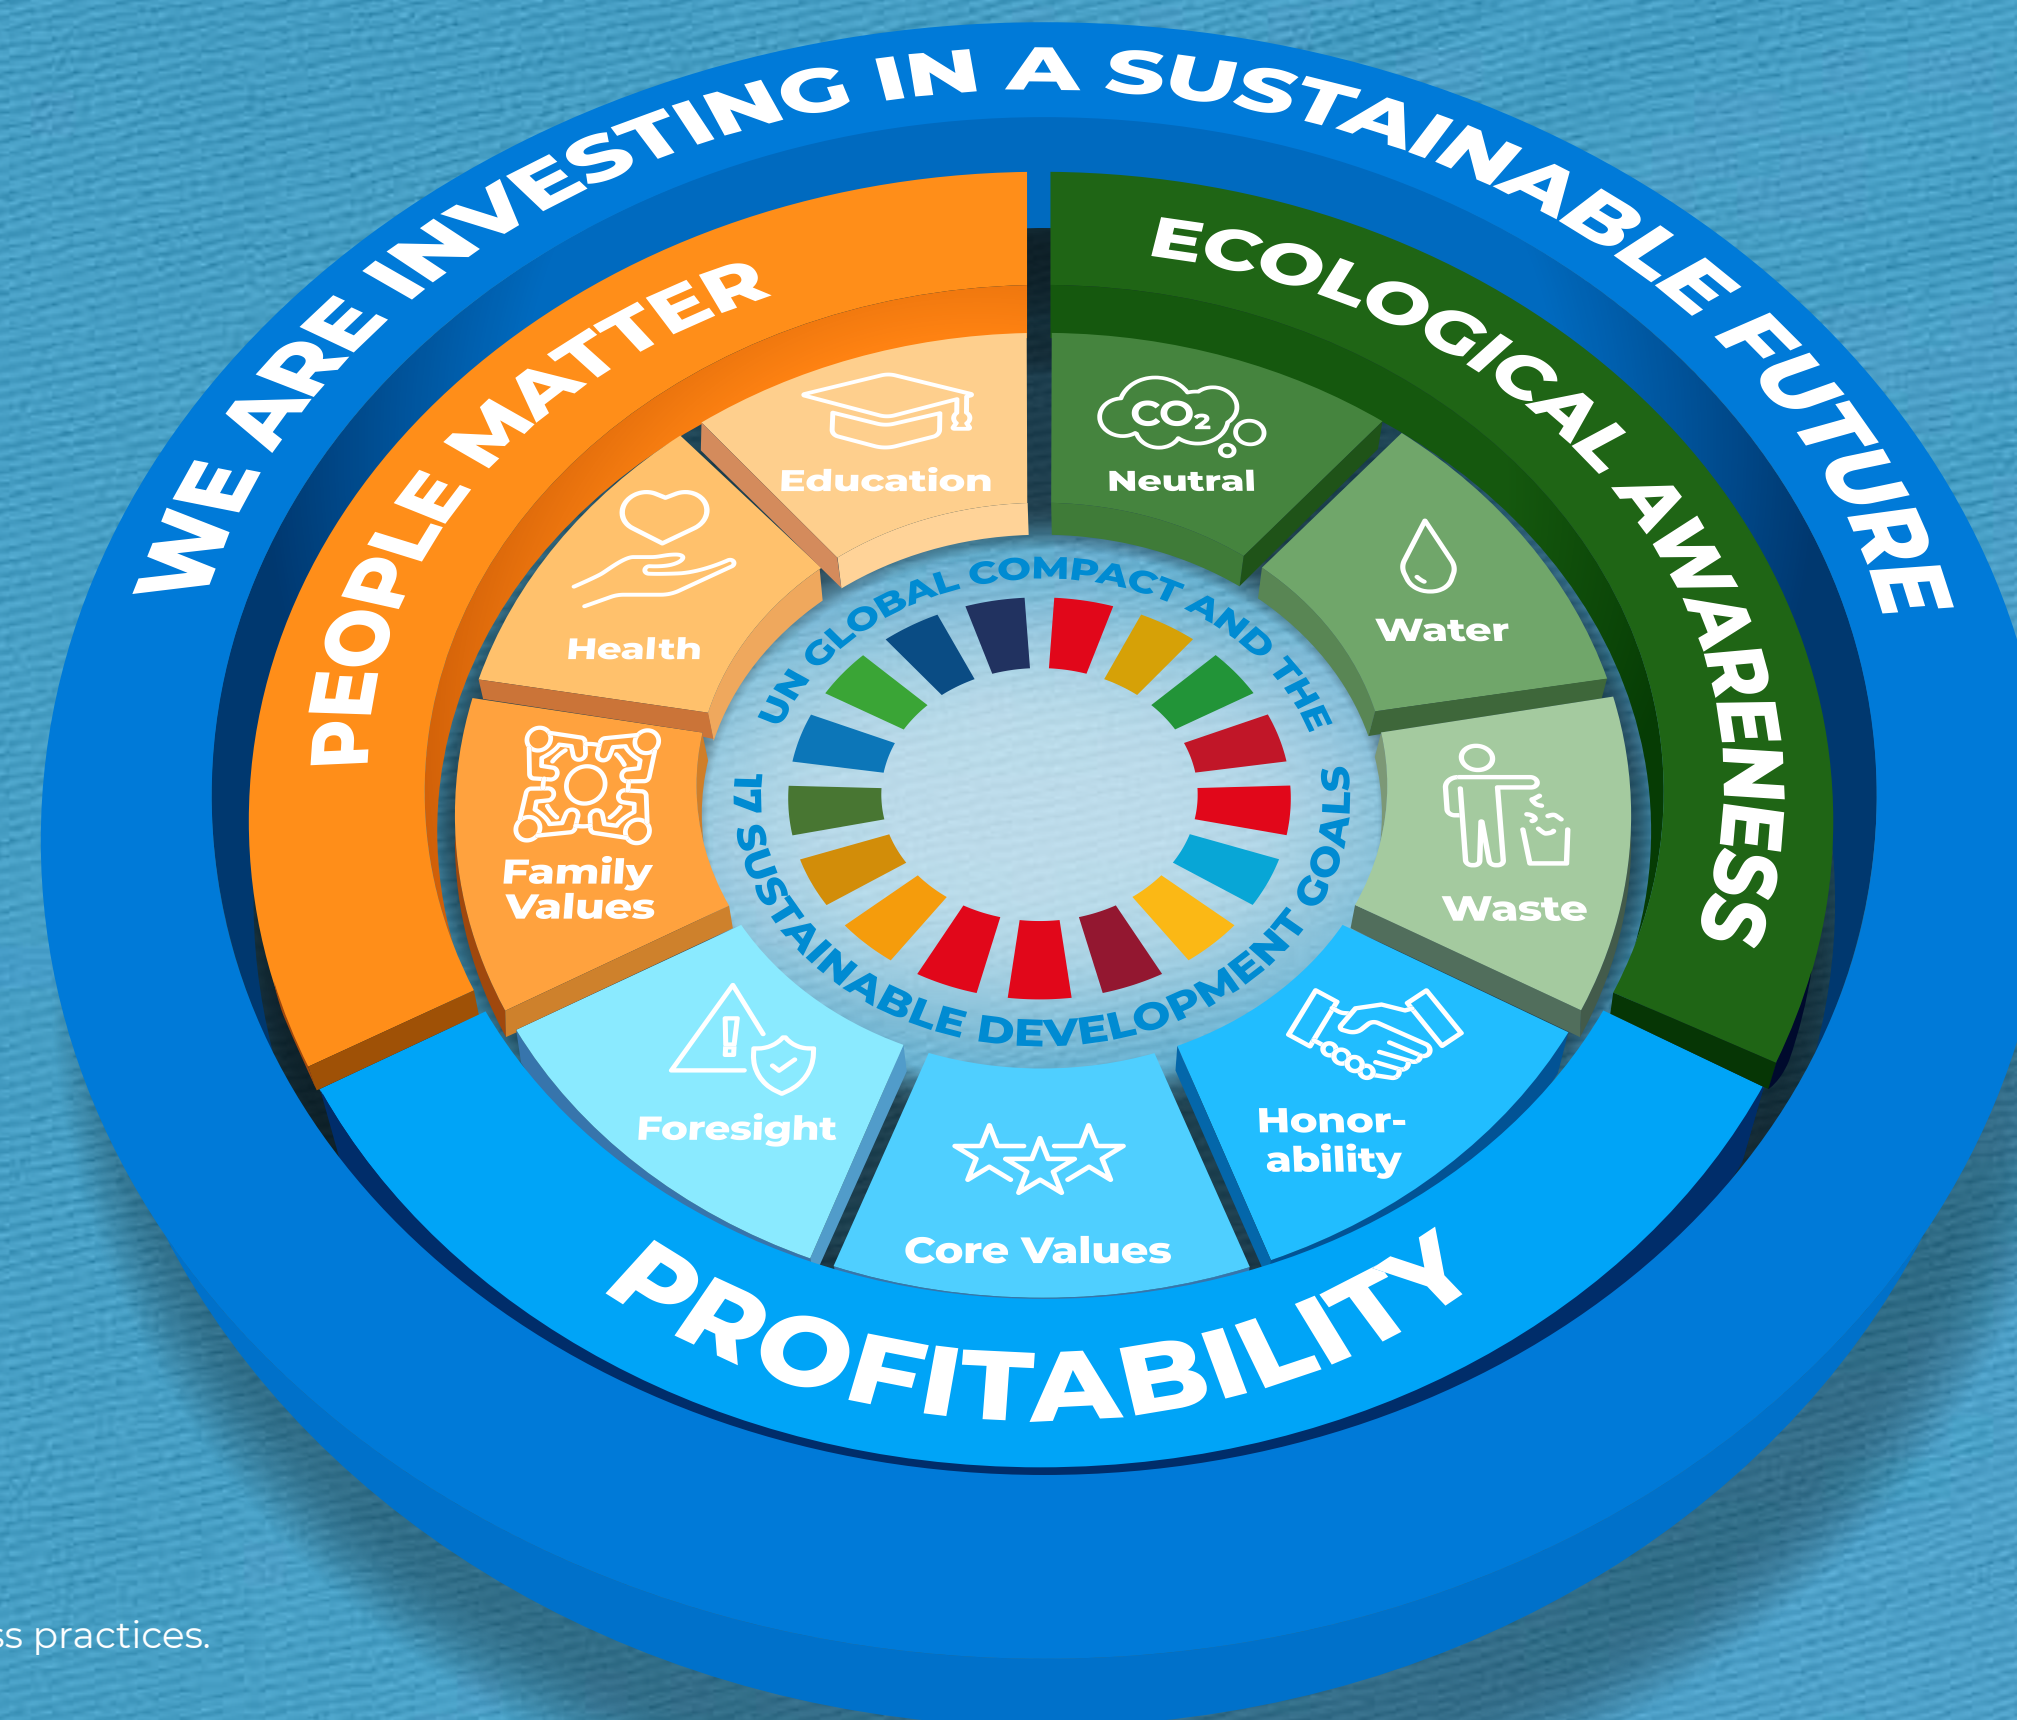 WE ARE INVESTING IN A SUSTAINABLE FUTURE
PEOPLE MATTER
ECOLOGICAL AWARENESS
Education
CO₂
Neutral
Health
Water
Family
Values
Waste
UN GLOBAL COMPACT AND THE
17 SUSTAINABLE DEVELOPMENT GOALS
Foresight
Honor-
ability
Core Values
PROFITABILITY
practices.